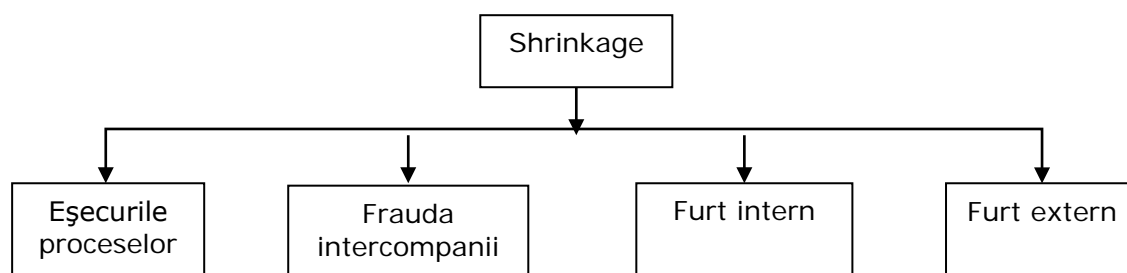 Shrinkage
Eşecurile
proceselor
Frauda
intercompanii
Furt intern
Furt extern